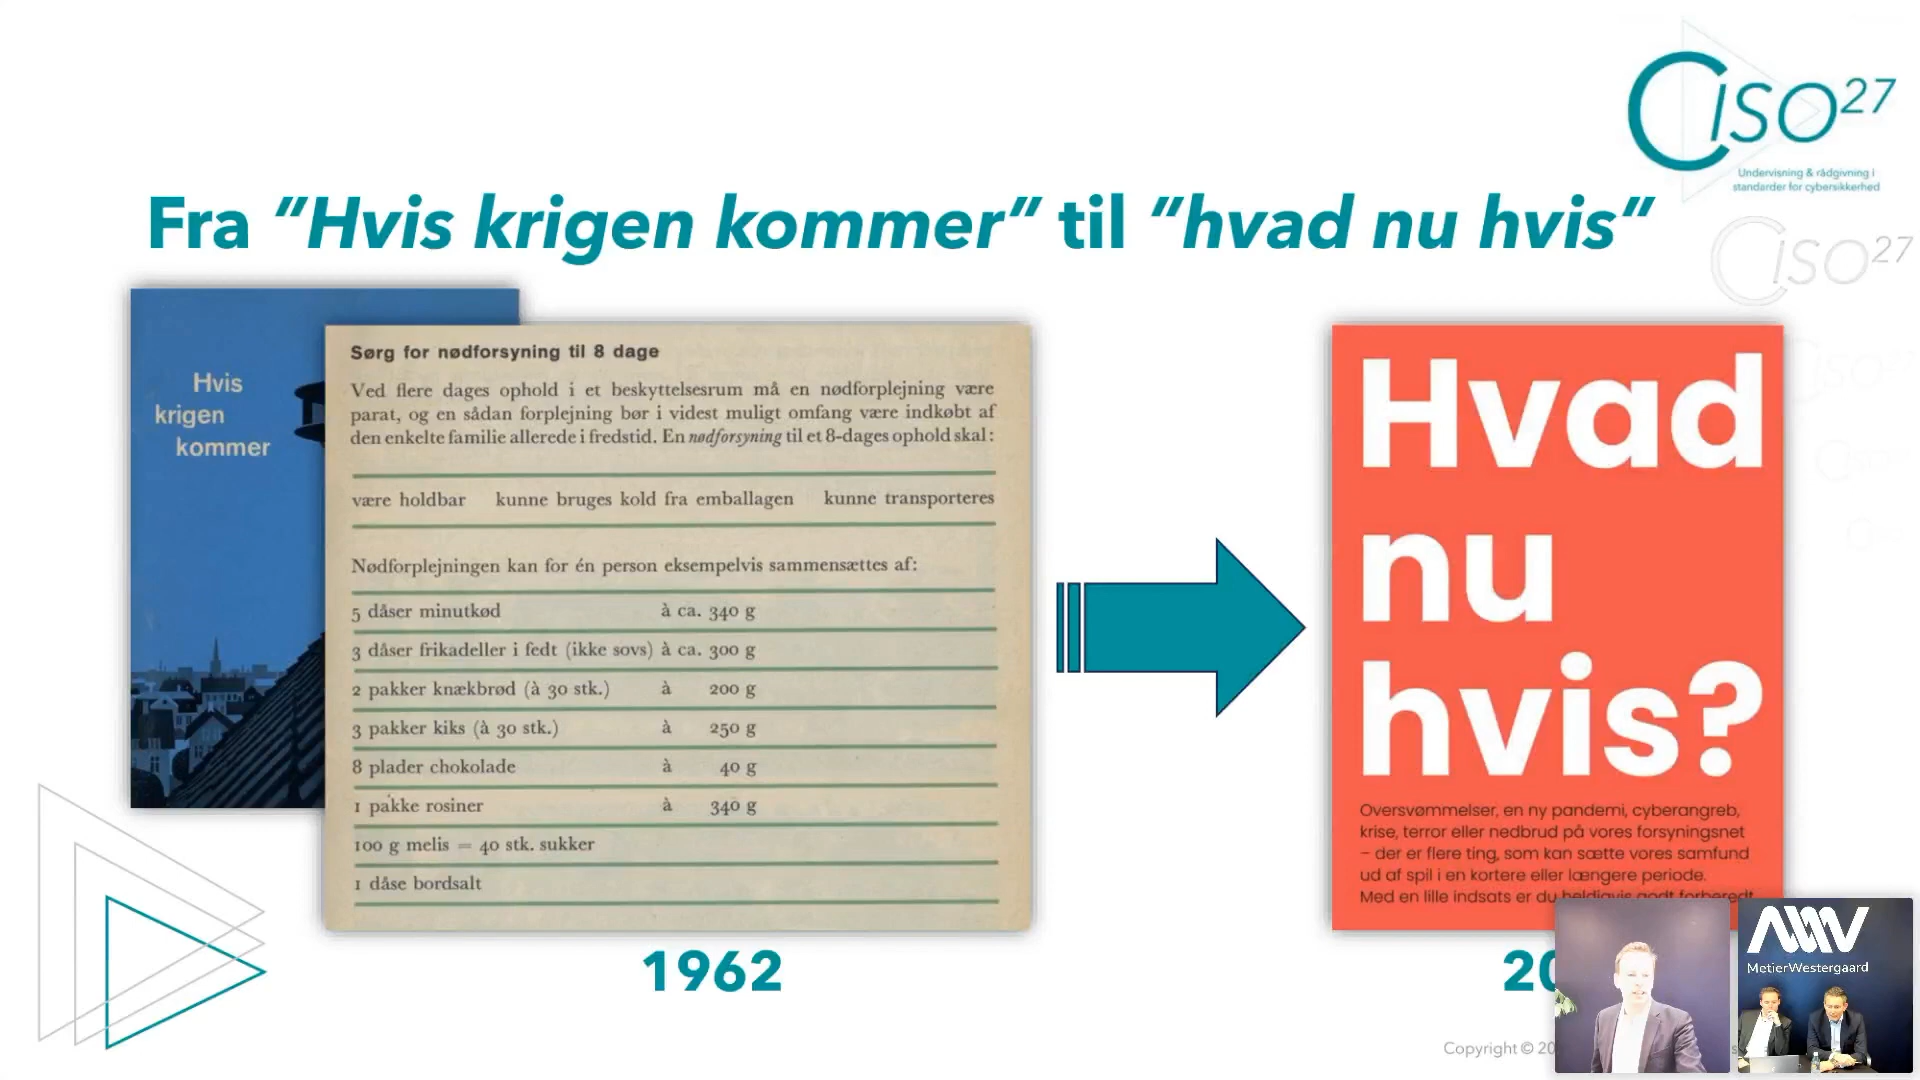 CISO27
Undervisning & rådgivning i
standarder for cybersikkerhed
Fra "Hvis krigen kommer" til "hvad nu hvis"
CISO27
Hvis
krigen
kommer
Sørg for nødforsyning til 8 dage
Ved flere dages ophold i et beskyttelsesrum må en nødforplejning være
parat, og en sådan forplejning bør i videst muligt omfang være indkøbt af
den enkelte familie allerede i fredstid. En nødforsyning til et 8-dages ophold skal:
være holdbar kunne bruges kold fra emballagen kunne transporteres
Nødforplejningen kan for én person eksempelvis sammensættes af:
5 dåser minutkød à ca. 340 g
3 dåser frikadeller i fedt (ikke sovs) à ca. 300 g
2 pakker knækbrød (à 30 stk.) à 200 g
3 pakker kiks (à 30 stk.) à 250 g
8 plader chokolade à 40 g
1 pakke rosiner à 340 g
100 g melis = 40 stk. sukker
1 dåse bordsalt
1962
Hvad
nu
hvis?
Oversvømmelser, en ny pandemi, cyberangreb,
krise, terror eller nedbrud på vores forsyningsnet
– der er flere ting, som kan sætte vores samfund
ud af spil i en kortere eller længere periode.
Med en lille indsats er du heldigvis godt forberedt
20
MetierWestergaard
Copyright © 20